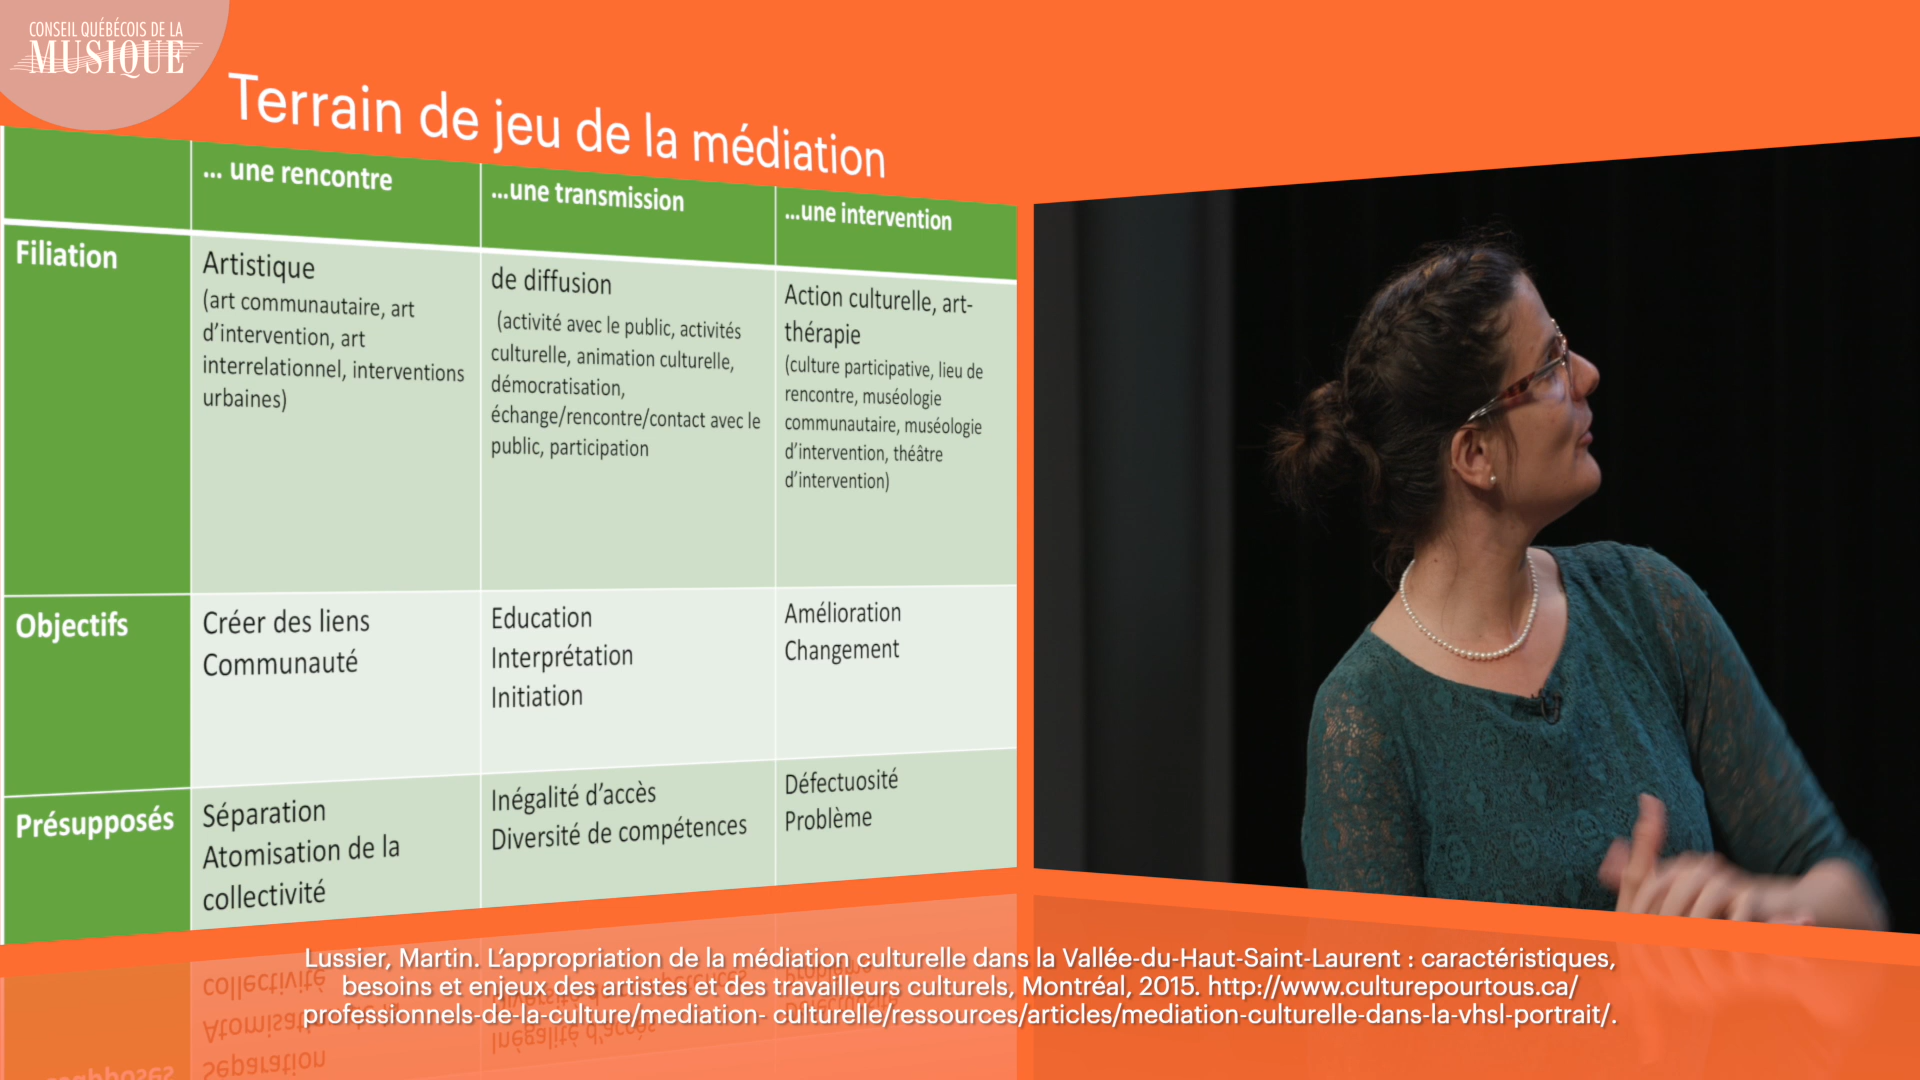 CONSEIL QUÉBÉCOIS DE LA
MUSIQUE
Terrain de jeu de la médiation
... une rencontre
...une transmission
...une intervention
Filiation
Artistique
(art communautaire, art
d'intervention, art
interrelationnel, interventions
urbaines)
de diffusion
(activité avec le public, activités
culturelle, animation culturelle,
démocratisation,
échange/rencontre/contact avec le
public, participation
Action culturelle, art-
thérapie
(culture participative, lieu de
rencontre, muséologie
communautaire, muséologie
d'intervention, théâtre
d'intervention)
Objectifs
Créer des liens
Communauté
Education
Interprétation
Initiation
Amélioration
Changement
Présupposés
Séparation
Atomisation de la
collectivité
Inégalité d'accès
Diversité de compétences
Défectuosité
Problème
Lussier, Martin. L'appropriation de la médiation culturelle dans la Vallée-du-Haut-Saint-Laurent : caractéristiques,
besoins et enjeux des artistes et des travailleurs culturels, Montréal, 2015. http://www.culturepourtous.ca/
professionnels-de-la-culture/mediation- culturelle/ressources/articles/mediation-culturelle-dans-la-vhsl-portrait/.